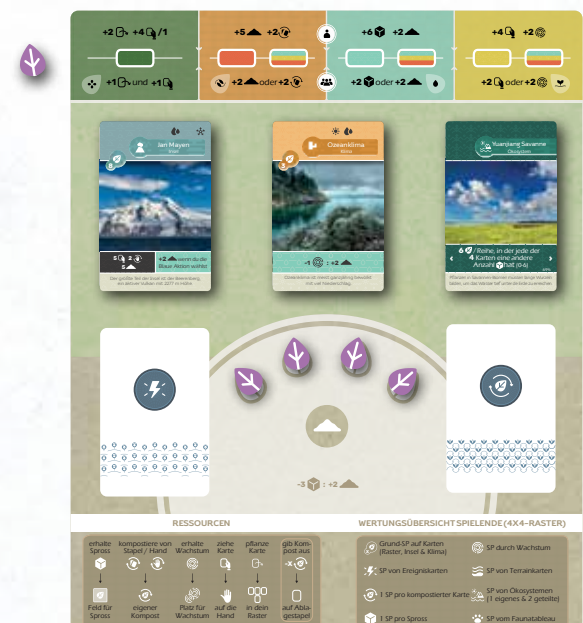 +2 +4 /1
+5 +2
+6 +2
+4 +2
+1 und +1
+2 oder +2
+2 oder +2
+2 oder +2
Jan Mayen
Insel
8
5 2
5
+2 wenn du die
Blaue Aktion wählst
Ozeanklima
Klima
3
-1 : +2
Yuanjiang Savanne
Ökosystem
6 / Reihe, in der jede der
4 Karten eine andere
Anzahl hat (0-6)
-3 : +2
RESSOURCEN
erhalte Spross
kompostiere von Stapel / Hand
erhalte Wachstum
ziehe Karte
pflanze Karte
gib Kompost aus
-X
Feld für Spross
eigener Kompost
Platz für Wachstum
auf die Hand
in dein Raster
auf Ablagestapel
WERTUNGSÜBERSICHT SPIELENDE (4X4-RASTER)
Grund-SP auf Karten
(Raster, Insel & Klima)
SP durch Wachstum
SP von Ereigniskarten
SP von Terrainkarten
1 SP pro kompostierter Karte
SP von Ökosystemen
(1 eigenes & 2 geteilte)
1 SP pro Spross
SP vom Faunatableau